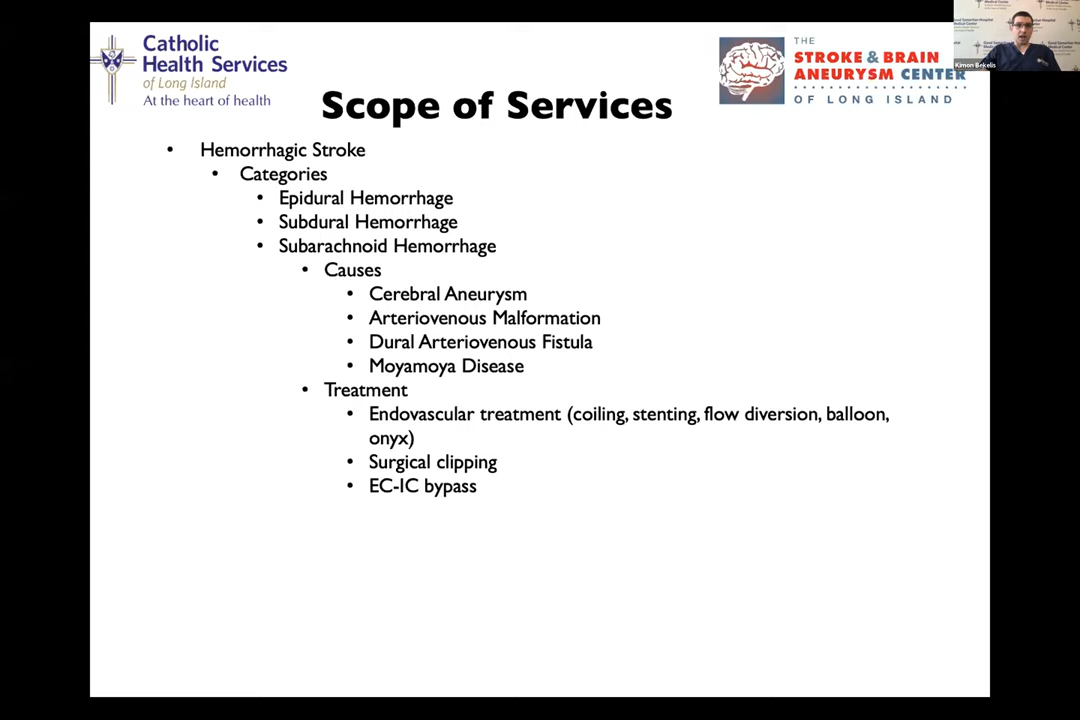 Catholic
Health Services
of Long Island
At the heart of health
THE
STROKE & BRAIN
ANEURYSM CENTER
OF LONG ISLAND
Kimon Bekelis
Scope of Services
• Hemorrhagic Stroke
• Categories
• Epidural Hemorrhage
• Subdural Hemorrhage
• Subarachnoid Hemorrhage
• Causes
• Cerebral Aneurysm
• Arteriovenous Malformation
• Dural Arteriovenous Fistula
• Moyamoya Disease
• Treatment
• Endovascular treatment (coiling, stenting, flow diversion, balloon,
onyx)
• Surgical clipping
• EC-IC bypass